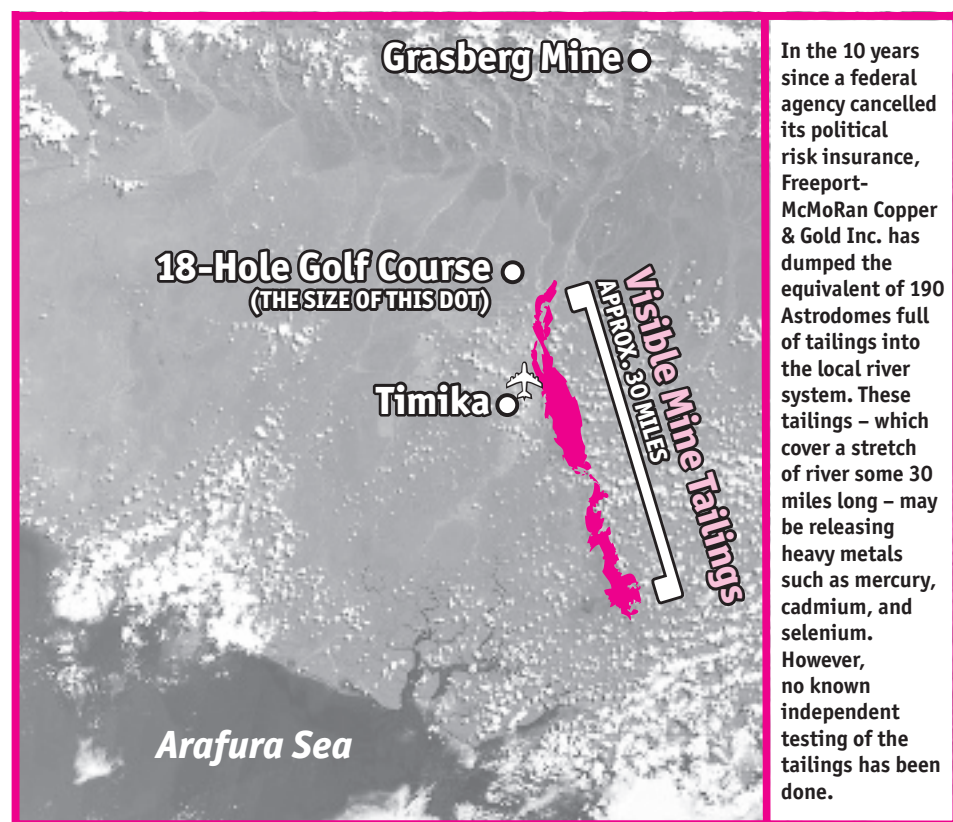 Grasberg Mine
18-Hole Golf Course
(THE SIZE OF THIS DOT)
Timika
Visible Mine Tailings
APPROX. 30 MILES
Arafura Sea
In the 10 years
since a federal
agency cancelled
its political
risk insurance,
Freeport-
McMoRan Copper
& Gold Inc. has
dumped the
equivalent of 190
Astrodomes full
of tailings into
the local river
system. These
tailings – which
cover a stretch
of river some 30
miles long – may
be releasing
heavy metals
such as mercury,
cadmium, and
selenium.
However,
no known
independent
testing of the
tailings has been
done.